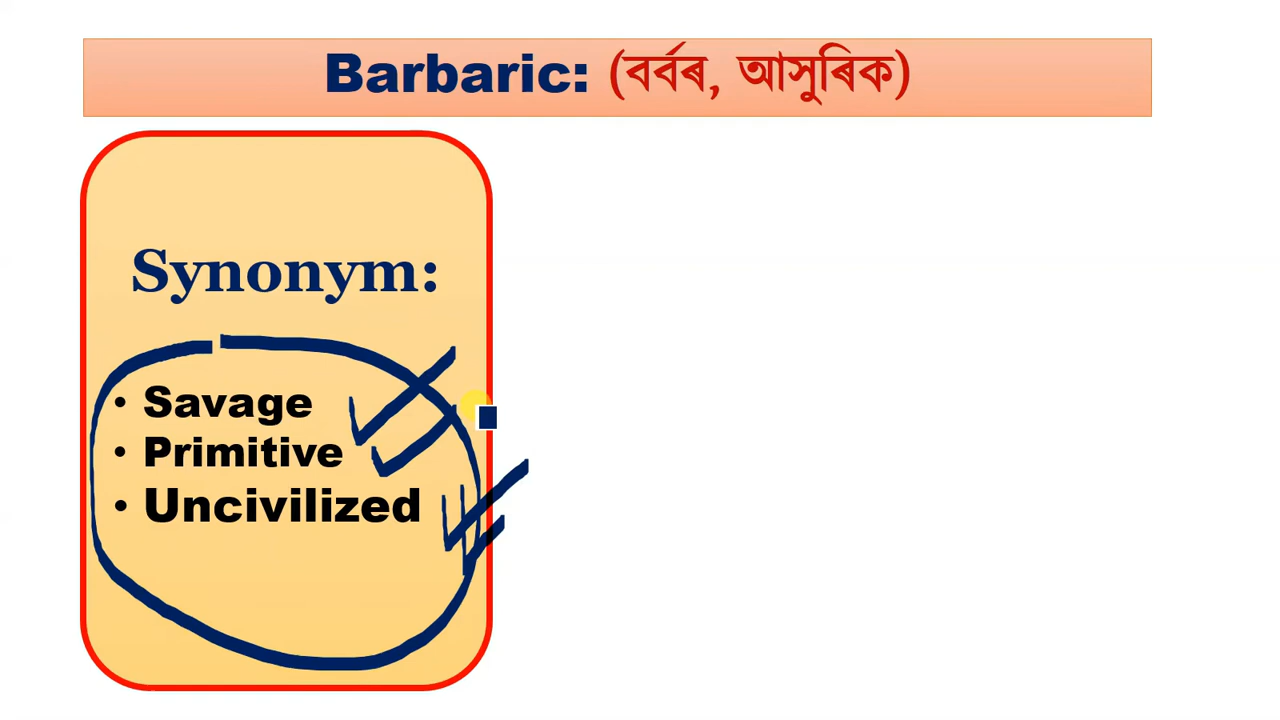 Barbaric: (বৰ্বৰ, আসুৰিক)
Synonym:
• Savage
• Primitive
• Uncivilized